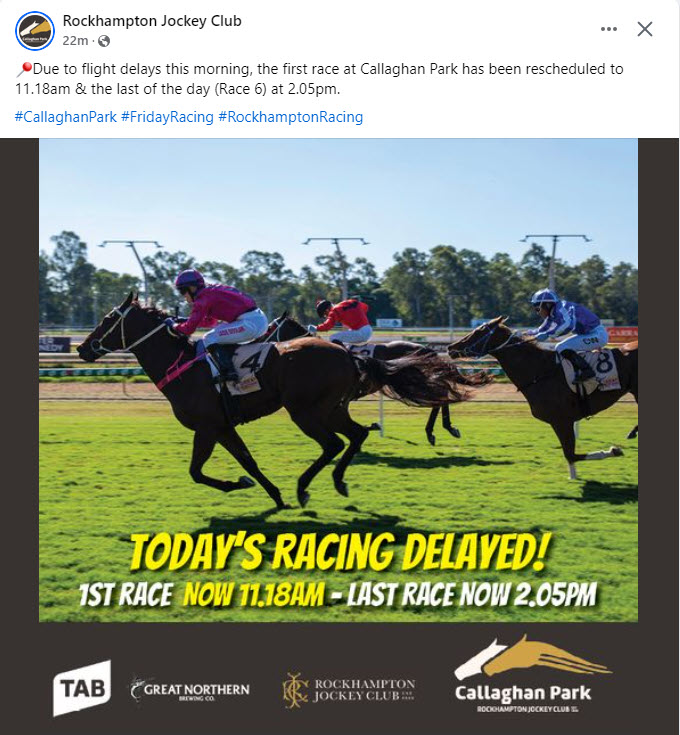 Rockhampton Jockey Club
22m
Due to flight delays this morning, the first race at Callaghan Park has been rescheduled to
11.18am & the last of the day (Race 6) at 2.05pm.
#CallaghanPark #FridayRacing #RockhamptonRacing
4
8
TODAY'S RACING DELAYED!
1ST RACE NOW 11.18AM - LAST RACE NOW 2.05PM
TAB
GREAT NORTHERN
BREWING CO.
ROCKHAMPTON
JOCKEY CLUB
Callaghan Park
ROCKHAMPTON JOCKEY CLUB